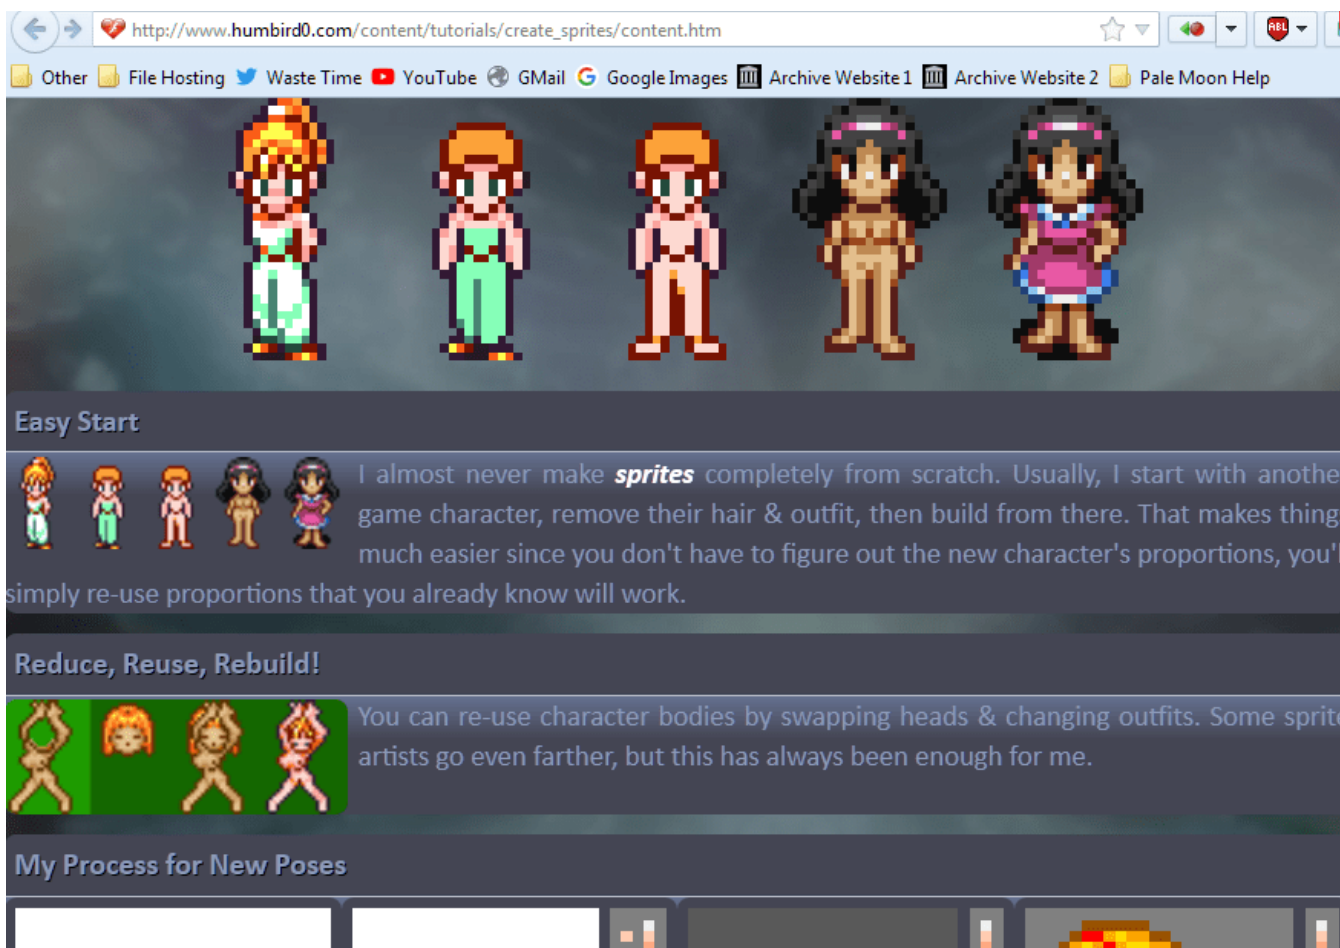 http://www.humbird0.com/content/tutorials/create_sprites/content.htm
ABL
Other File Hosting Waste Time YouTube GMail Google Images Archive Website 1 Archive Website 2 Pale Moon Help
Easy Start
I almost never make sprites completely from scratch. Usually, I start with anothe
game character, remove their hair & outfit, then build from there. That makes thing
much easier since you don't have to figure out the new character's proportions, you'l
simply re-use proportions that you already know will work.
Reduce, Reuse, Rebuild!
You can re-use character bodies by swapping heads & changing outfits. Some sprit
artists go even farther, but this has always been enough for me.
My Process for New Poses